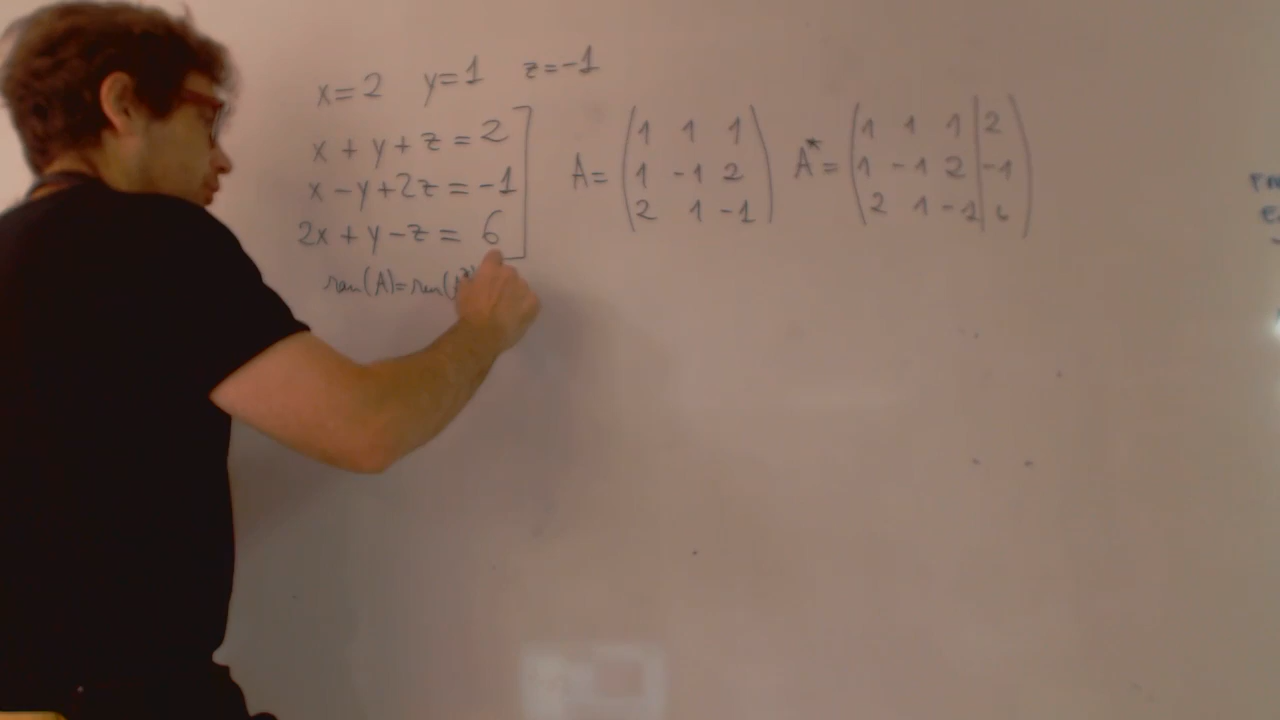 x=2 y=1 z=-1
x+y+z=2
x-y+2z=-1
2x+y-z=6
A= 1 1 1
1 -1 2
2 1 -1
A*= 1 1 1 | 2
1 -1 2 | -1
2 1 -1 | 6
ran(A)=ran(A*)